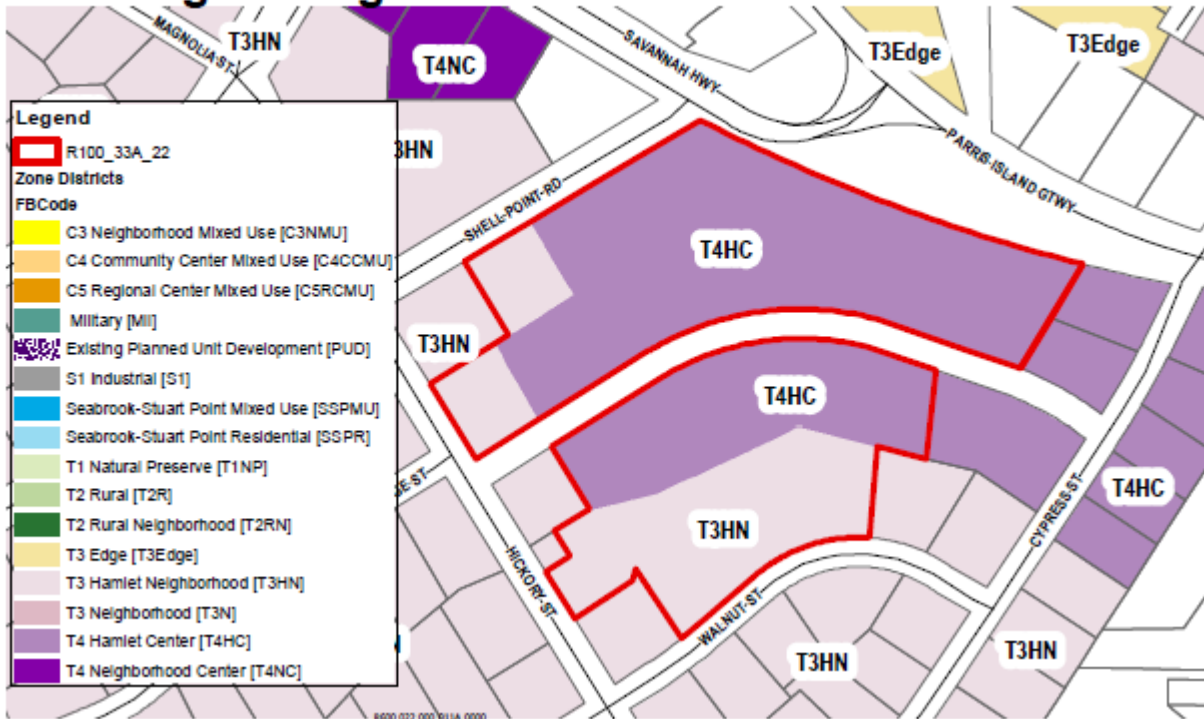 MAGNOLIA ST
T3HN
T4NC
SAVANNAH HWY
T3Edge
T3Edge
PARRIS ISLAND GTWY
Legend
R100_33A_22
Zone Districts
FBCode
C3 Neighborhood Mixed Use [C3NMU]
C4 Community Center Mixed Use [C4CCMU]
C5 Regional Center Mixed Use [C5RCMU]
Military [MIl]
Existing Planned Unit Development [PUD]
S1 Industrial [S1]
Seabrook-Stuart Point Mixed Use [SSPMU]
Seabrook-Stuart Point Residential [SSPR]
T1 Natural Preserve [T1NP]
T2 Rural [T2R]
T2 Rural Neighborhood [T2RN]
T3 Edge [T3Edge]
T3 Hamlet Neighborhood [T3HN]
T3 Neighborhood [T3N]
T4 Hamlet Center [T4HC]
T4 Neighborhood Center [T4NC]
3HN
SHELL POINT RD
T4HC
T3HN
T4HC
T4HC
T3HN
CYPRESS ST
HICKORY ST
WALNUT ST
T3HN
T3HN